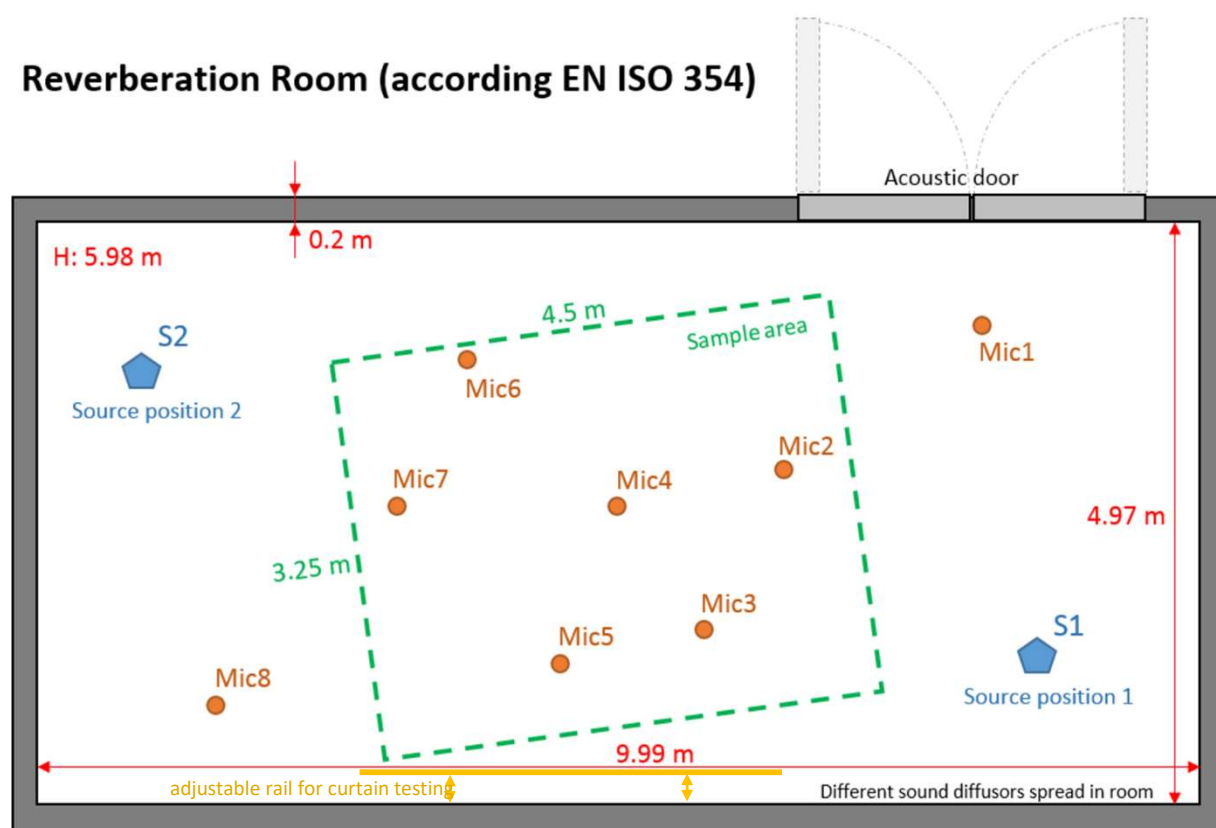 Reverberation Room (according EN ISO 354)
Acoustic door
0.2 m
H: 5.98 m
4.5 m
Sample area
S2
Source position 2
Mic1
Mic6
Mic2
Mic7
Mic4
4.97 m
3.25 m
Mic3
Mic5
S1
Mic8
Source position 1
9.99 m
adjustable rail for curtain testing
Different sound diffusors spread in room